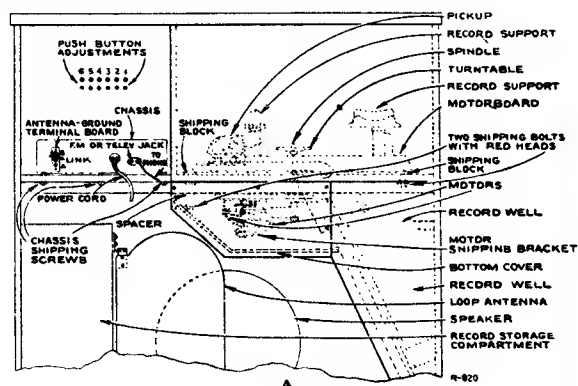 PUSH BUTTON
ADJUSTMENTS
6 5 4 3 2 1
ANTENNA-GROUND
TERMINAL BOARD
CHASSIS
F.M OR TELEV JACK
LINK
TO
PHONO
SHIPPING
BLOCK
POWER CORD
SPACER
CHASSIS
SHIPPING
SCREWS
PICKUP
RECORD SUPPORT
SPINDLE
TURNTABLE
RECORD SUPPORT
MOTORBOARD
TWO SHIPPING BOLTS
WITH RED HEADS
SHIPPING
BLOCK
MOTORS
RECORD WELL
MOTOR
SHIPPING BRACKET
BOTTOM COVER
RECORD WELL
LOOP ANTENNA
SPEAKER
RECORD STORAGE
COMPARTMENT
R-820
A